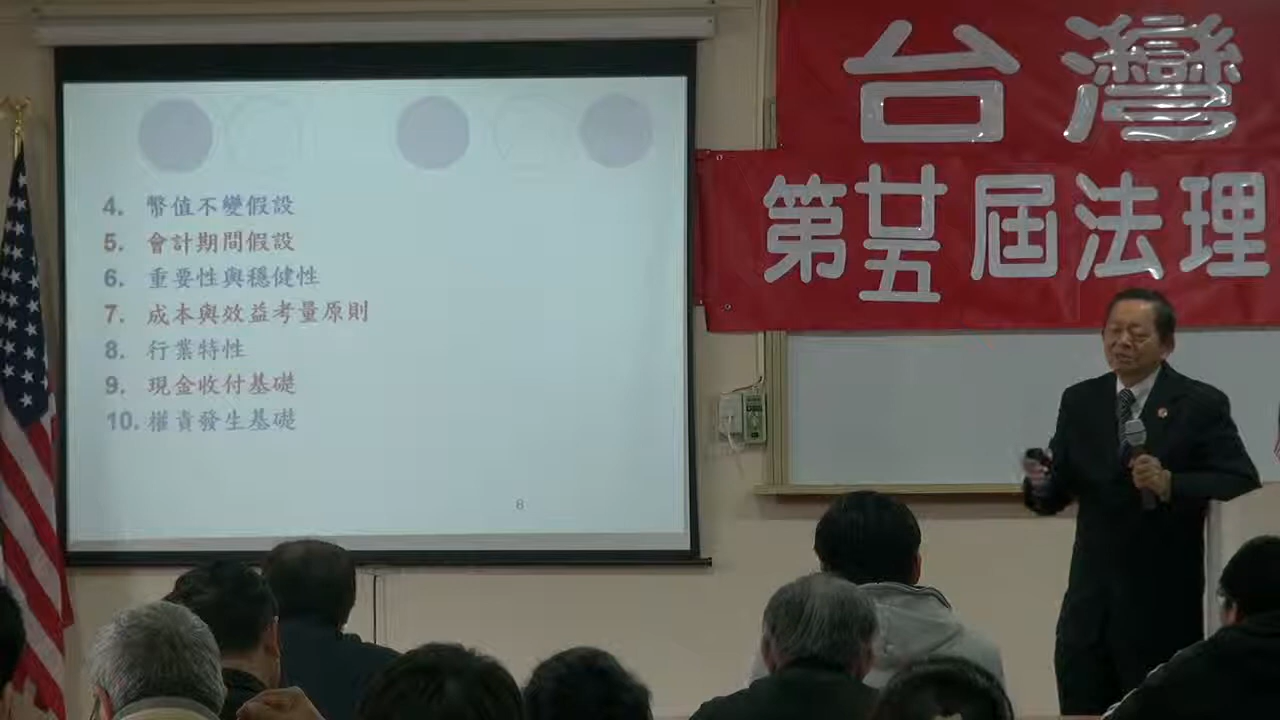 台灣
第廿五屆法理
4. 幣值不變假設
5. 會計期間假設
6. 重要性與穩健性
7. 成本與效益考量原則
8. 行業特性
9. 現金收付基礎
10. 權責發生基礎
8